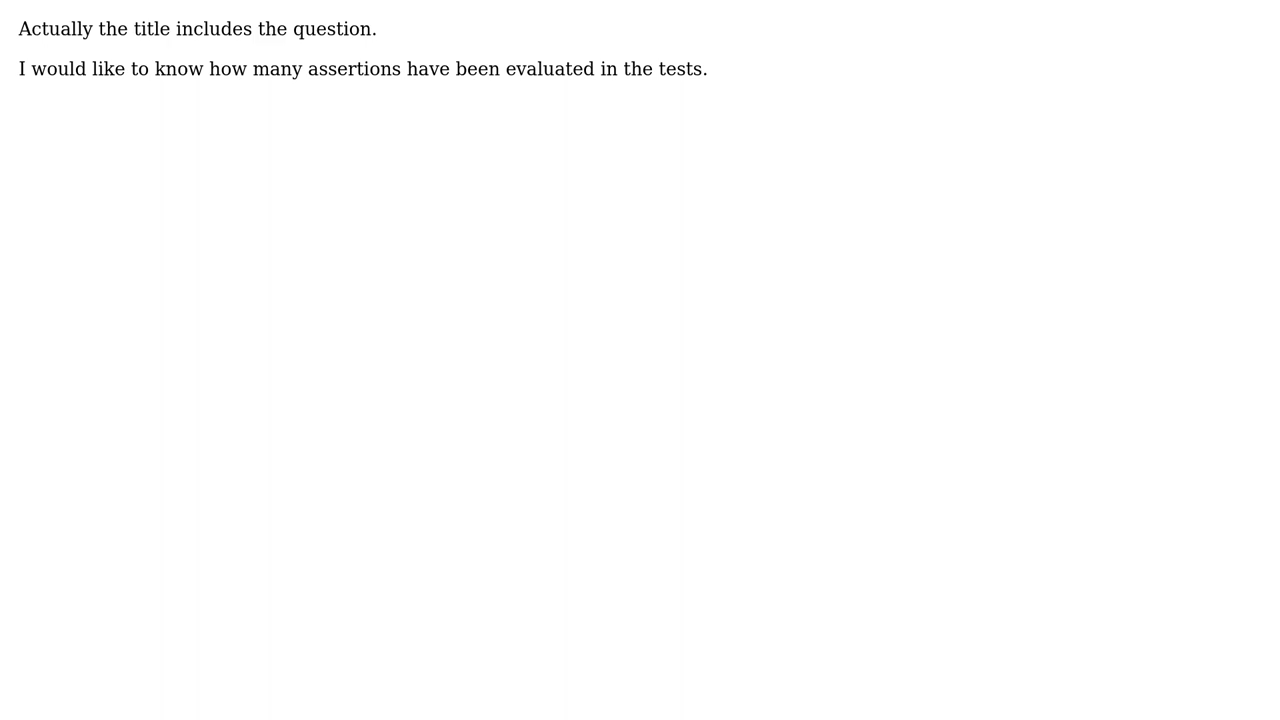 Actually the title includes the question.
I would like to know how many assertions have been evaluated in the tests.